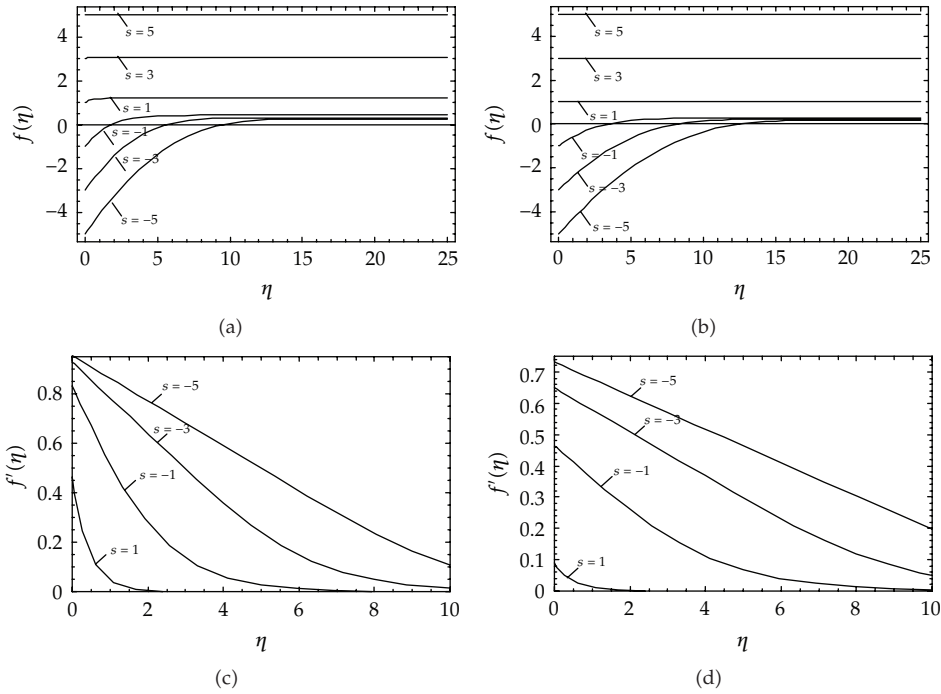 f(η)
4
2
0
−2
−4
s = 5
s = 3
s = 1
s = −1
s = −3
s = −5
0 5 10 15 20 25
η
(a)
f(η)
4
2
0
−2
−4
s = 5
s = 3
s = 1
s = −1
s = −3
s = −5
0 5 10 15 20 25
η
(b)
f′(η)
0.8
0.6
0.4
0.2
0
s = −5
s = −3
s = −1
s = 1
0 2 4 6 8 10
η
(c)
f′(η)
0.7
0.6
0.5
0.4
0.3
0.2
0.1
0
s = −5
s = −3
s = −1
s = 1
0 2 4 6 8 10
η
(d)